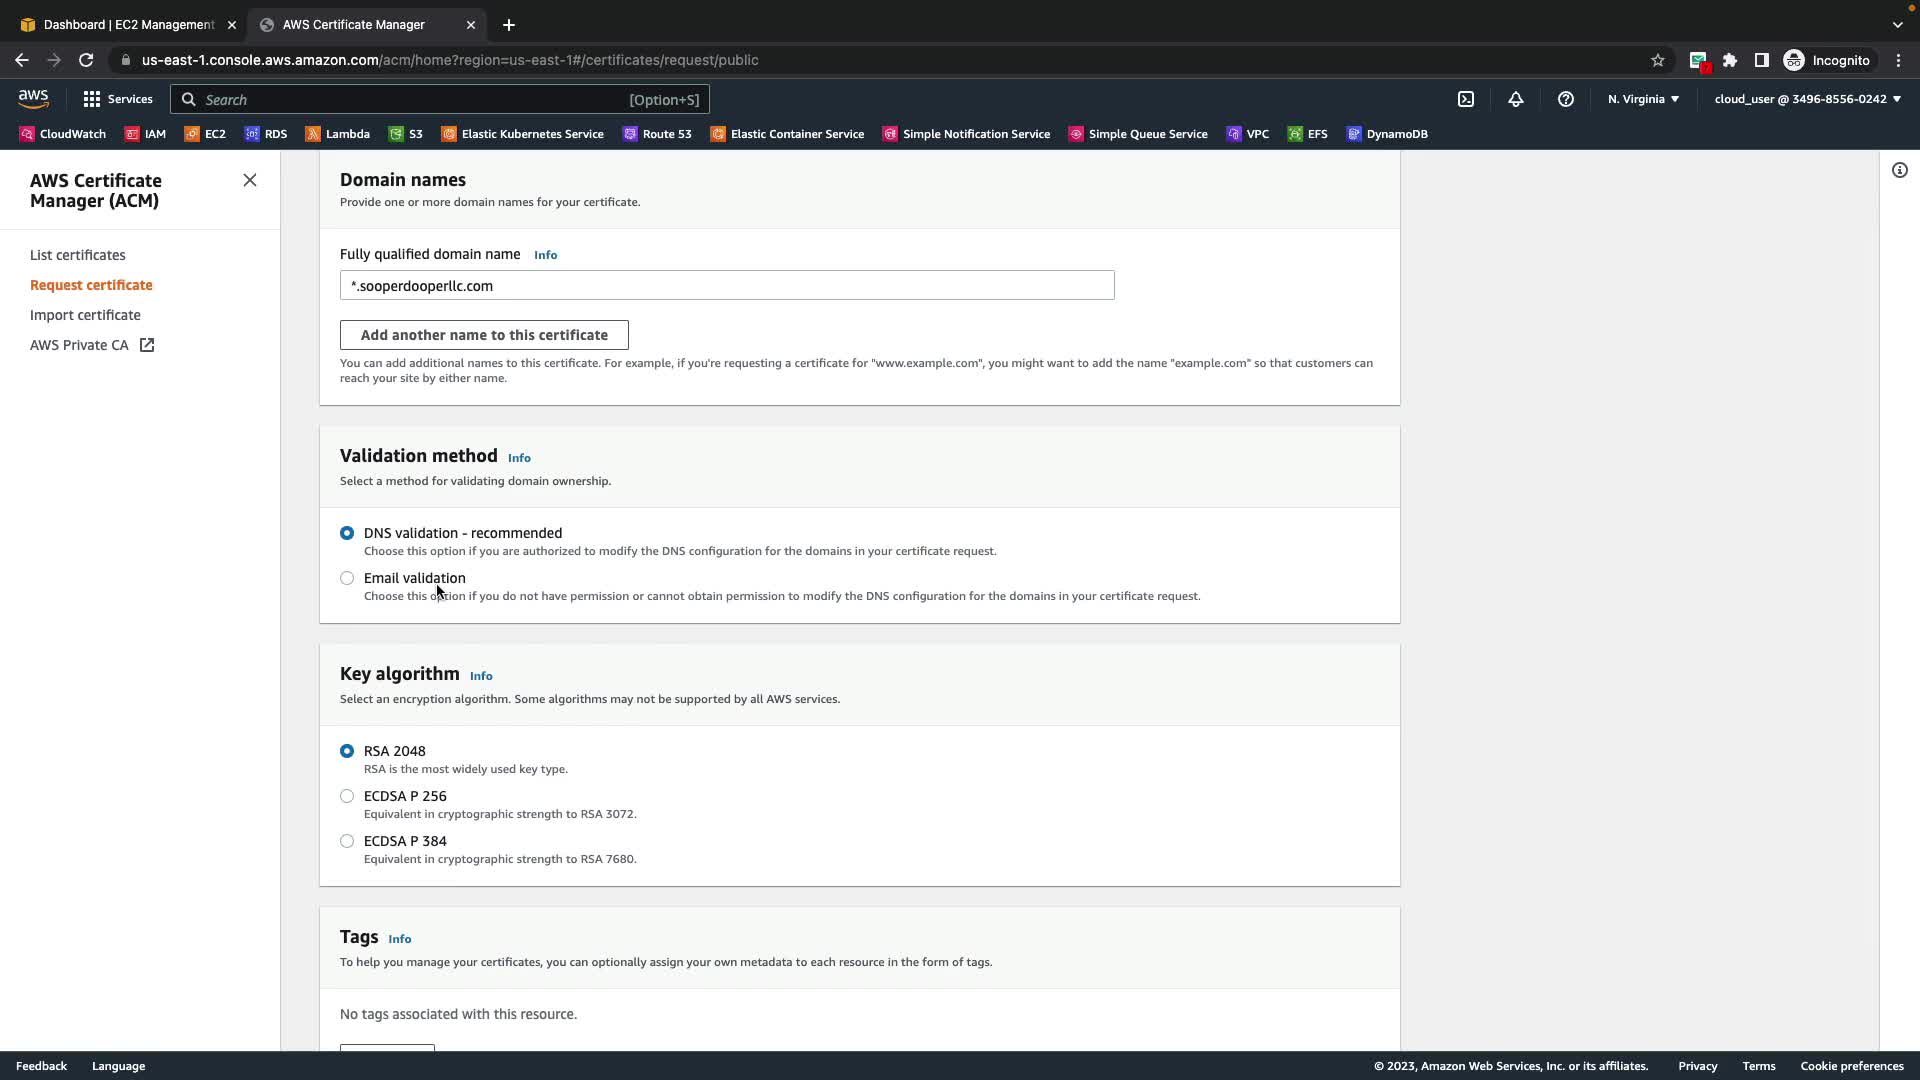 Dashboard | EC2 Management
AWS Certificate Manager
us-east-1.console.aws.amazon.com/acm/home?region=us-east-1#/certificates/request/public
Incognito
aws
Services
Search
[Option+S]
N. Virginia
cloud_user @ 3496-8556-0242
CloudWatch
IAM
EC2
RDS
Lambda
S3
Elastic Kubernetes Service
Route 53
Elastic Container Service
Simple Notification Service
Simple Queue Service
VPC
EFS
DynamoDB
AWS Certificate
Manager (ACM)
List certificates
Request certificate
Import certificate
AWS Private CA
Domain names
Provide one or more domain names for your certificate.
Fully qualified domain name Info
*.sooperdooperllc.com
Add another name to this certificate
You can add additional names to this certificate. For example, if you're requesting a certificate for "www.example.com", you might want to add the name "example.com" so that customers can
reach your site by either name.
Validation method Info
Select a method for validating domain ownership.
DNS validation - recommended
Choose this option if you are authorized to modify the DNS configuration for the domains in your certificate request.
Email validation
Choose this option if you do not have permission or cannot obtain permission to modify the DNS configuration for the domains in your certificate request.
Key algorithm Info
Select an encryption algorithm. Some algorithms may not be supported by all AWS services.
RSA 2048
RSA is the most widely used key type.
ECDSA P 256
Equivalent in cryptographic strength to RSA 3072.
ECDSA P 384
Equivalent in cryptographic strength to RSA 7680.
Tags Info
To help you manage your certificates, you can optionally assign your own metadata to each resource in the form of tags.
No tags associated with this resource.
Feedback
Language
© 2023, Amazon Web Services, Inc. or its affiliates.
Privacy
Terms
Cookie preferences